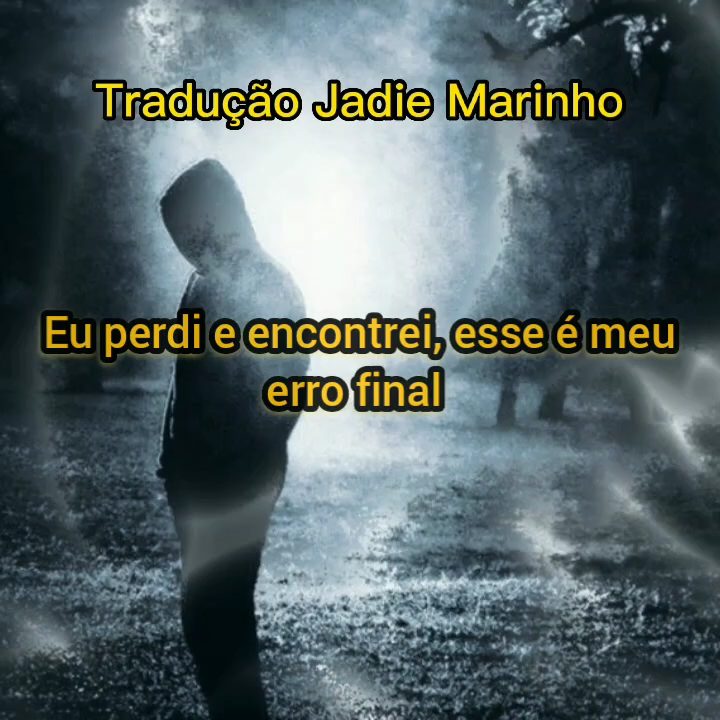 Tradução Jadie Marinho
Eu perdi e encontrei, esse é meu
erro final